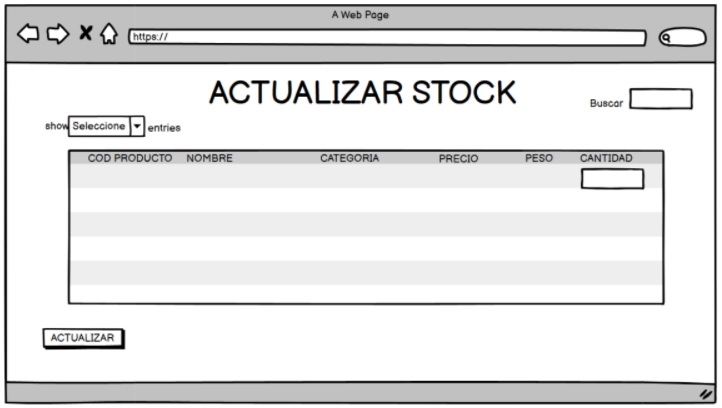 A Web Page
https://
ACTUALIZAR STOCK
Buscar
show Seleccione entries
COD PRODUCTO NOMBRE CATEGORIA PRECIO PESO CANTIDAD
ACTUALIZAR